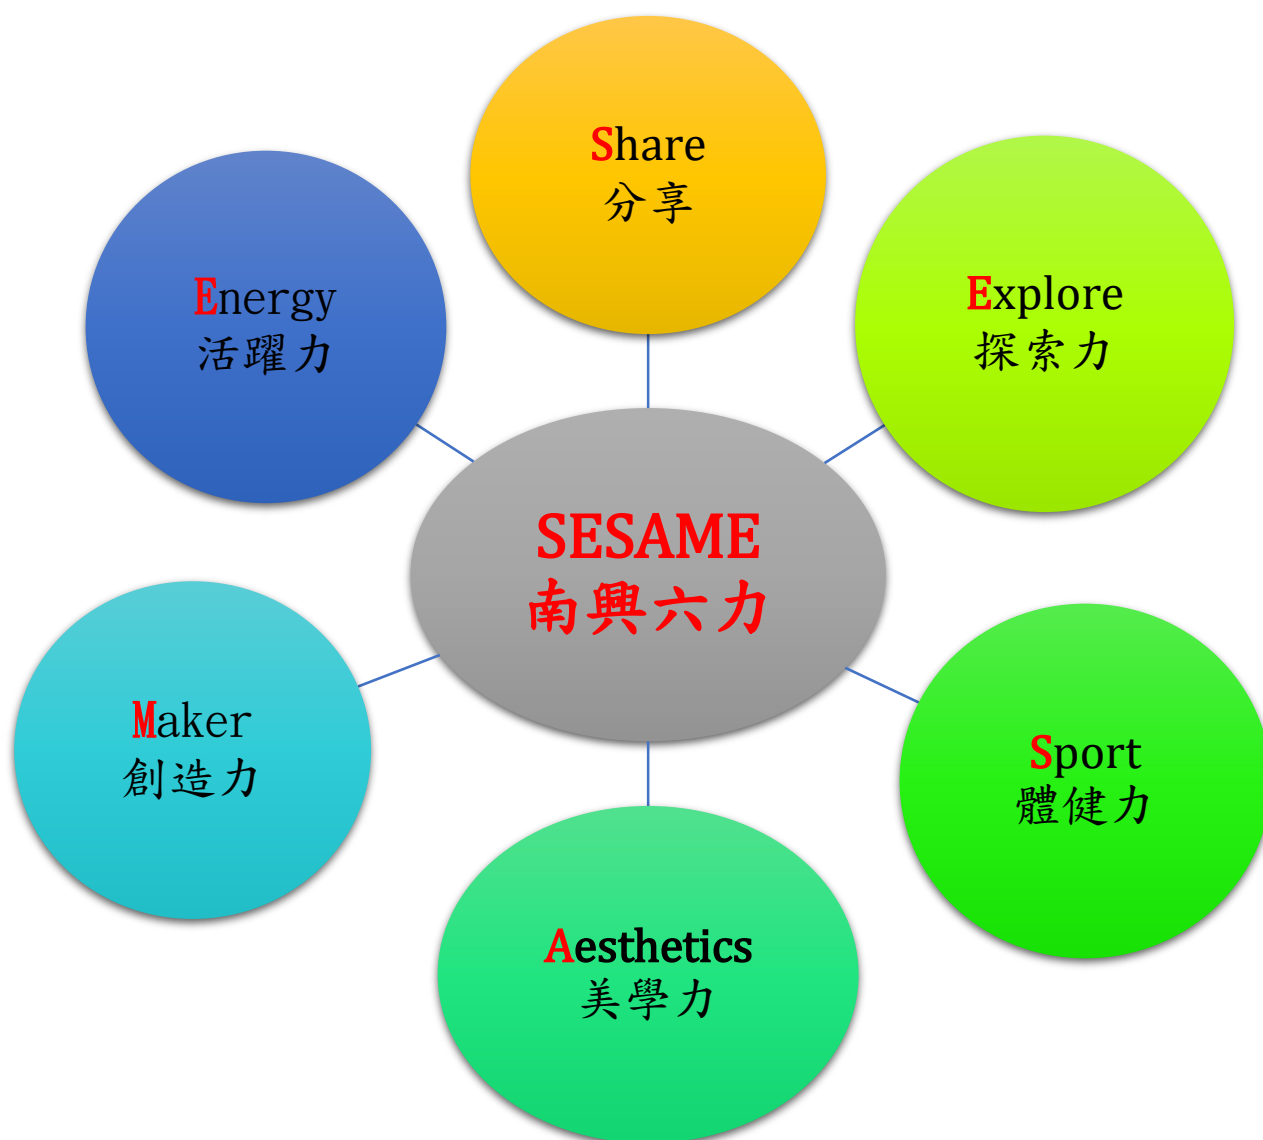 Share
分享
Explore
探索力
Energy
活躍力
SESAME
南興六力
Maker
創造力
Sport
體健力
Aesthetics
美學力